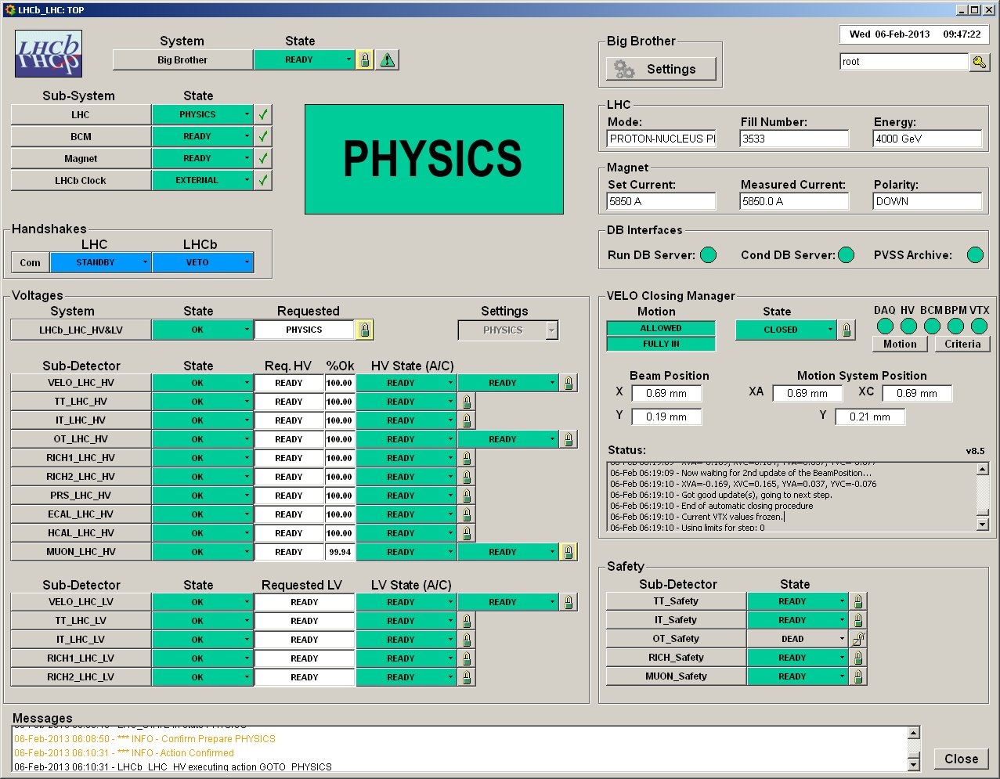 LHCb_LHC: TOP
LHCb
LHCb
System State
Big Brother READY
Big Brother
Settings
Wed 06-Feb-2013 09:47:22
root
Sub-System State
LHC PHYSICS
BCM READY
Magnet READY
LHCb Clock EXTERNAL
PHYSICS
LHC
Mode: Fill Number: Energy:
PROTON-NUCLEUS 3533 4000 GeV
Magnet
Set Current: Measured Current: Polarity:
5850 A 5850.0 A DOWN
Handshakes
LHC LHCb
Com STANDBY VETO
DB Interfaces
Run DB Server: Cond DB Server: PVSS Archive:
Voltages
System State Requested Settings
LHCb_LHC_HV&LV OK PHYSICS PHYSICS
Sub-Detector State Req. HV %Ok HV State (A/C)
VELO_LHC_HV OK READY 100.00 READY READY
TT_LHC_HV OK READY 100.00 READY
IT_LHC_HV OK READY 100.00 READY
OT_LHC_HV OK READY 100.00 READY READY
RICH1_LHC_HV OK READY 100.00 READY
RICH2_LHC_HV OK READY 100.00 READY
PRS_LHC_HV OK READY 100.00 READY
ECAL_LHC_HV OK READY 100.00 READY
HCAL_LHC_HV OK READY 100.00 READY
MUON_LHC_HV OK READY 99.94 READY READY
Sub-Detector State Requested LV LV State (A/C)
VELO_LHC_LV OK READY READY READY
TT_LHC_LV OK READY READY
IT_LHC_LV OK READY READY
RICH1_LHC_LV OK READY READY
RICH2_LHC_LV OK READY READY
VELO Closing Manager
Motion State DAQ HV BCM BPM VTX
ALLOWED CLOSED
FULLY IN Motion Criteria
Beam Position Motion System Position
X 0.69 mm XA 0.69 mm XC 0.69 mm
Y 0.19 mm Y 0.21 mm
Status: v8.5
06-Feb 06:19:09 - Now waiting for 2nd update of the BeamPosition...
06-Feb 06:19:10 - XVA=-0.169, XVC=0.165, YVA=0.037, YVC=-0.076
06-Feb 06:19:10 - Got good update(s), going to next step.
06-Feb 06:19:10 - End of automatic closing procedure
06-Feb 06:19:10 - Current VTX values frozen.
06-Feb 06:19:10 - Using limits for step: 0
Safety
Sub-Detector State
TT_Safety READY
IT_Safety READY
OT_Safety DEAD
RICH_Safety READY
MUON_Safety READY
Messages
06-Feb-2013 06:08:50 - *** INFO - Confirm Prepare PHYSICS
06-Feb-2013 06:10:31 - *** INFO - Action Confirmed
06-Feb-2013 06:10:31 - LHCb_LHC_HV executing action GOTO_PHYSICS
Close